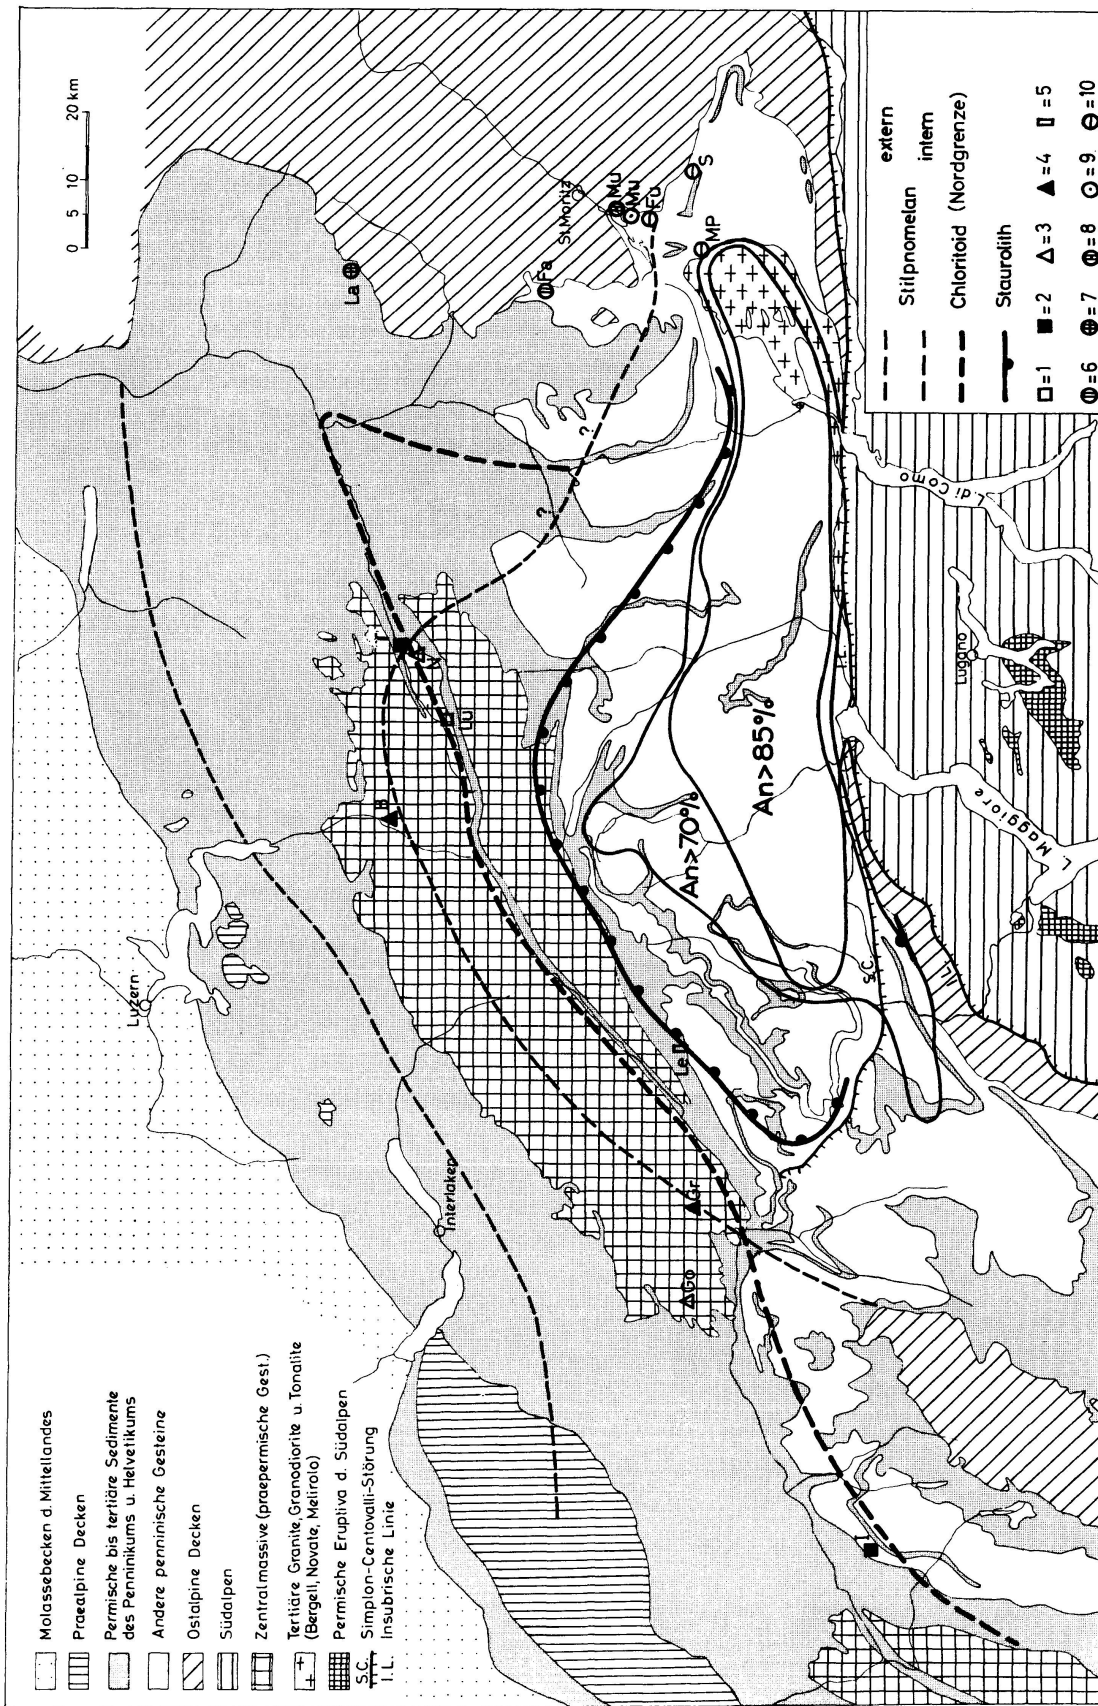 Molassebecken d. Mittellandes
Praealpine Decken
Permische bis tertiäre Sedimente
des Penninikums u. Helvetikums
Andere penninische Gesteine
Ostalpine Decken
Südalpen
Zentralmassive (praepermische Gest.)
Tertiäre Granite, Granodiorite u. Tonalite
(Bergell, Novate, Melirolo)
Permische Eruptiva d. Südalpen
S.C. Simplon-Centovalli-Störung
I.L. Insubrische Linie
0 5 10 20 km
Luzern
Interlaken
St.Moritz
La
Fa
Mu
Mu
Fu
S
MP
B
Lu
V
Le
Gr
Go
I
?
?
An>70%
An>85%
S.C.
I.L.
I.L.
L. Maggiore
Lugano
L. di Como
extern
Stilpnomelan
intern
Chloritoid (Nordgrenze)
Staurolith
=1 =2 =3 =4 =5
=6 =7 =8 =9 =10